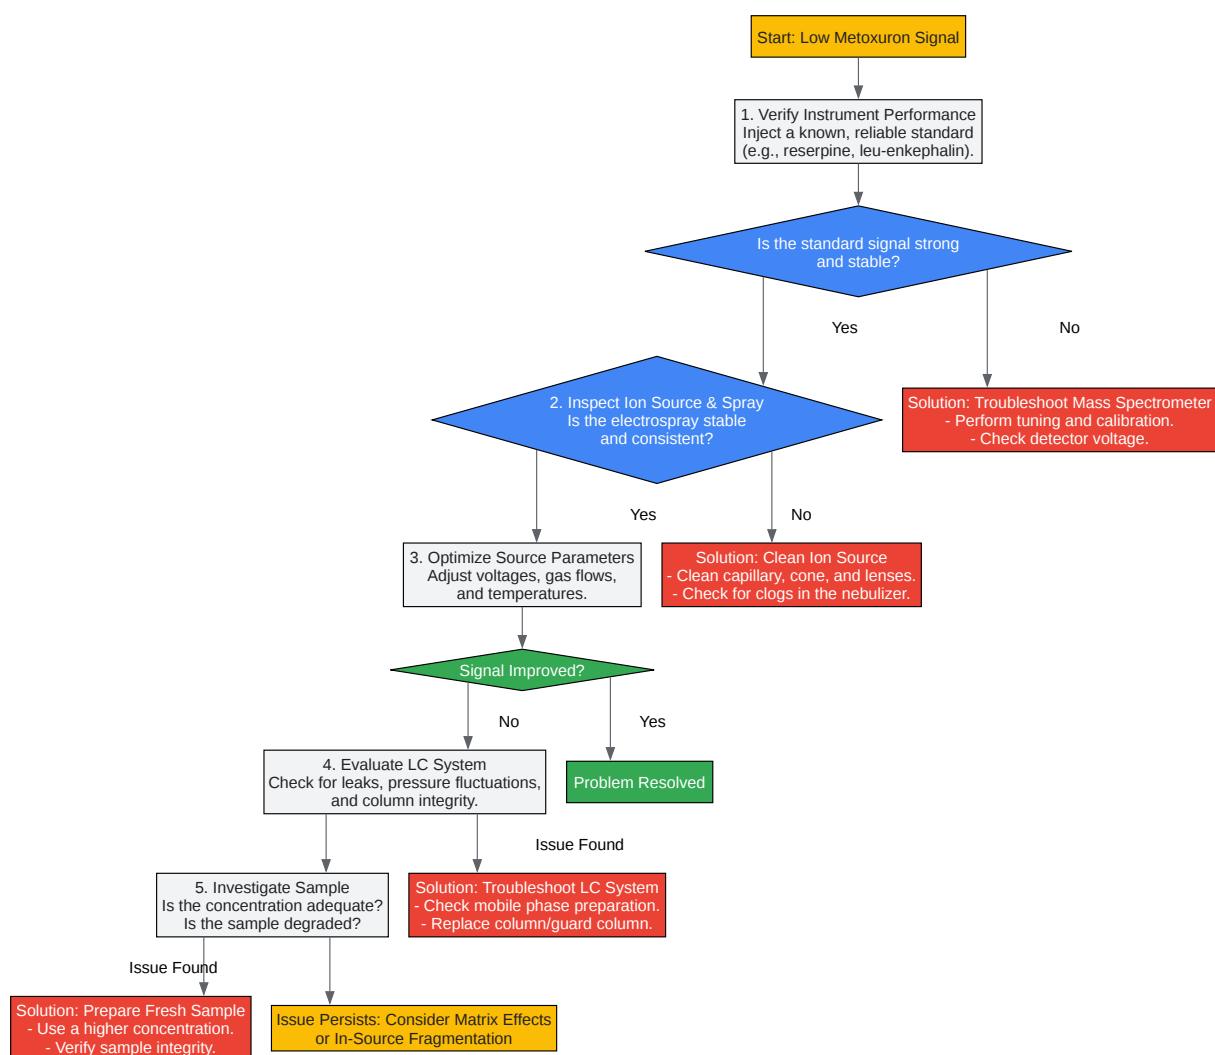 Start: Low Metoxuron Signal
1. Verify Instrument Performance
Inject a known, reliable standard
(e.g., reserpine, leu-enkephalin).
Is the standard signal strong
and stable?
Yes
No
2. Inspect Ion Source & Spray
Is the electrospray stable
and consistent?
Solution: Troubleshoot Mass Spectrometer
- Perform tuning and calibration.
- Check detector voltage.
Yes
No
3. Optimize Source Parameters
Adjust voltages, gas flows,
and temperatures.
Solution: Clean Ion Source
- Clean capillary, cone, and lenses.
- Check for clogs in the nebulizer.
Signal Improved?
No
Yes
4. Evaluate LC System
Check for leaks, pressure fluctuations,
and column integrity.
Problem Resolved
Issue Found
5. Investigate Sample
Is the concentration adequate?
Is the sample degraded?
Solution: Troubleshoot LC System
- Check mobile phase preparation.
- Replace column/guard column.
Issue Found
Solution: Prepare Fresh Sample
- Use a higher concentration.
- Verify sample integrity.
Issue Persists: Consider Matrix Effects
or In-Source Fragmentation